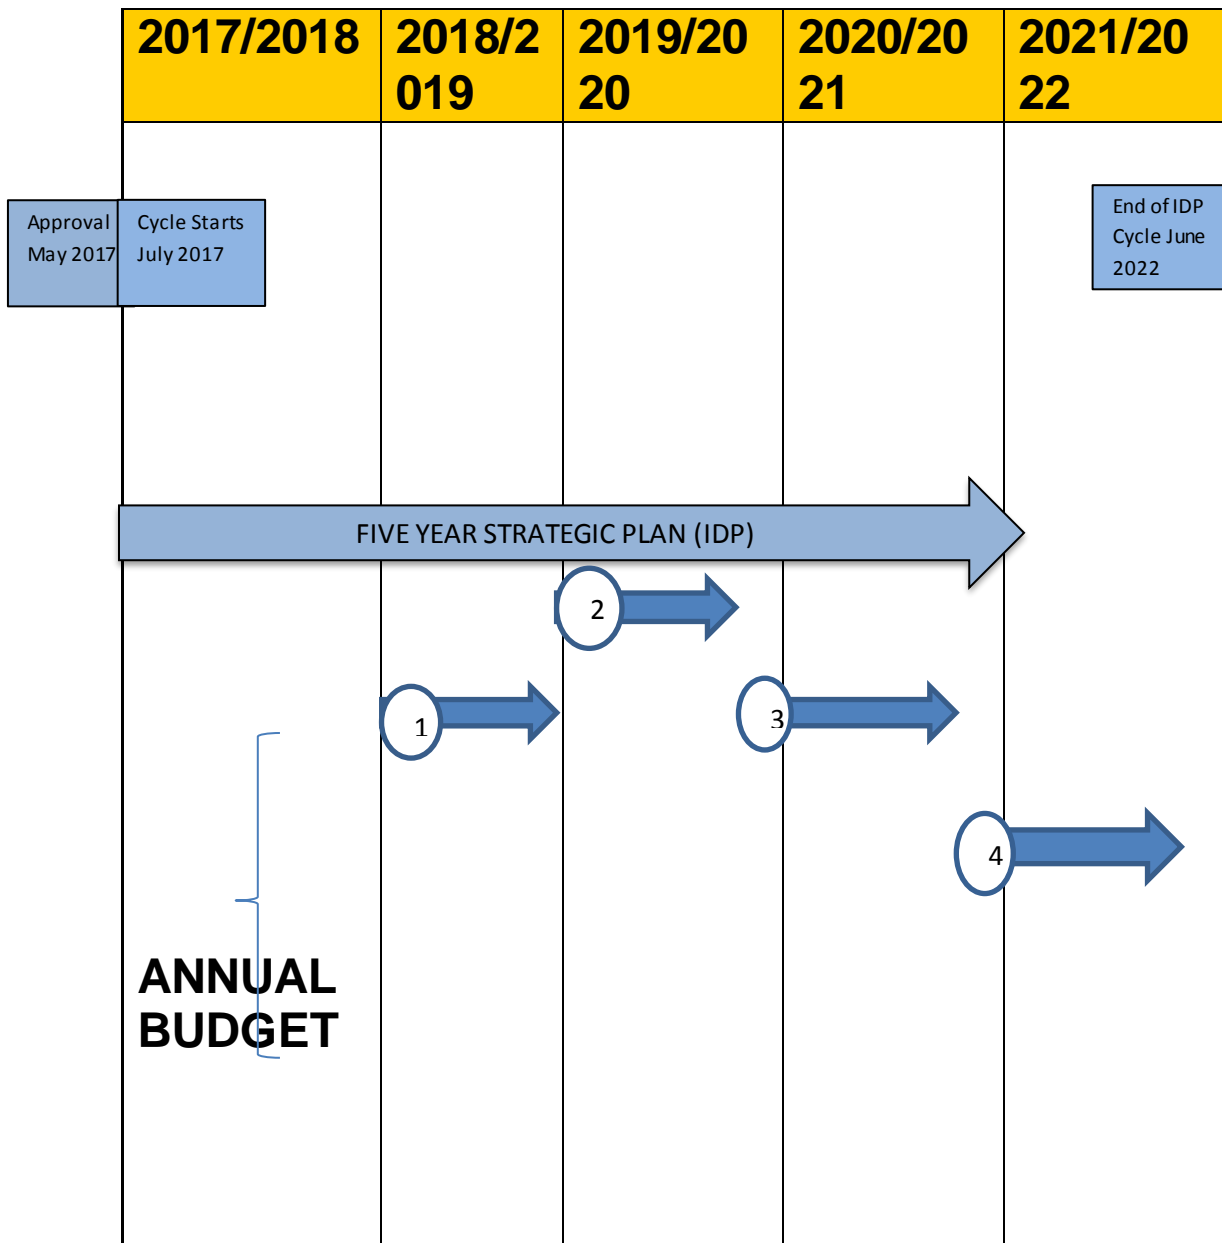 2017/2018
2018/2
019
2019/20
20
2020/20
21
2021/20
22
Approval
May 2017
Cycle Starts
July 2017
End of IDP
Cycle June
2022
FIVE YEAR STRATEGIC PLAN (IDP)
2
1
3
4
ANNUAL
BUDGET